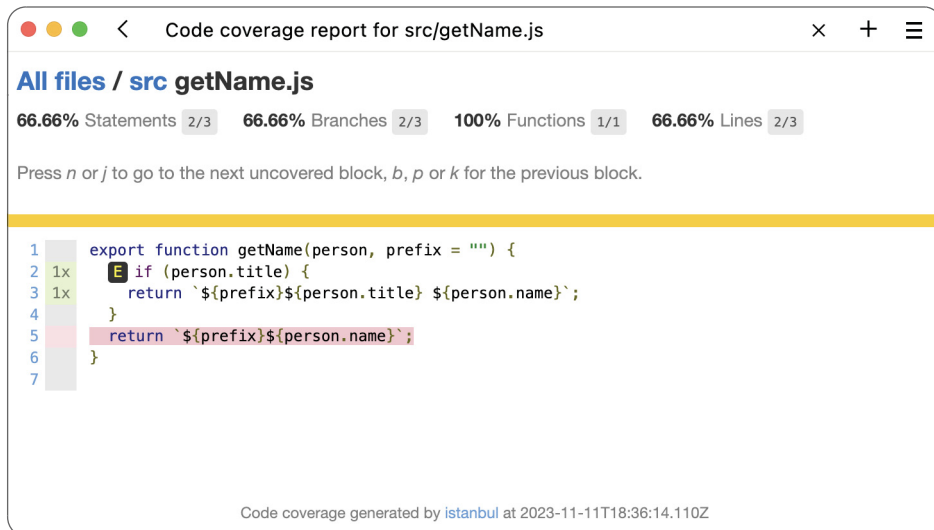 Code coverage report for src/getName.js
All files / src getName.js
66.66% Statements 2/3 66.66% Branches 2/3 100% Functions 1/1 66.66% Lines 2/3
Press n or j to go to the next uncovered block, b, p or k for the previous block.
1 export function getName(person, prefix = "") {
2 1x E if (person.title) {
3 1x return `${prefix}${person.title} ${person.name}`;
4 }
5 return `${prefix}${person.name}`;
6 }
7
Code coverage generated by istanbul at 2023-11-11T18:36:14.110Z